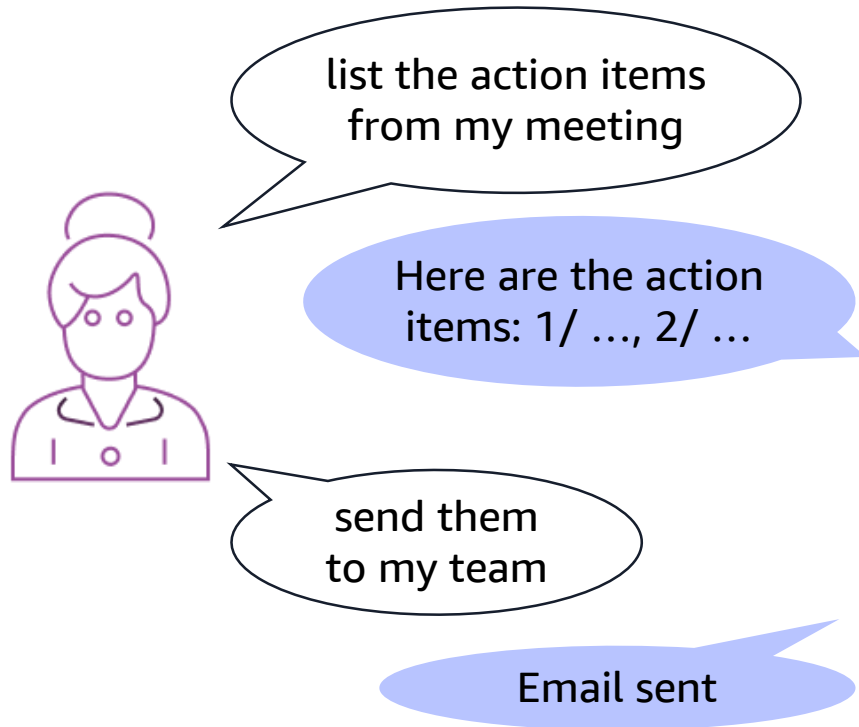 list the action items
from my meeting
Here are the action
items: 1/ …, 2/ …
send them
to my team
Email sent